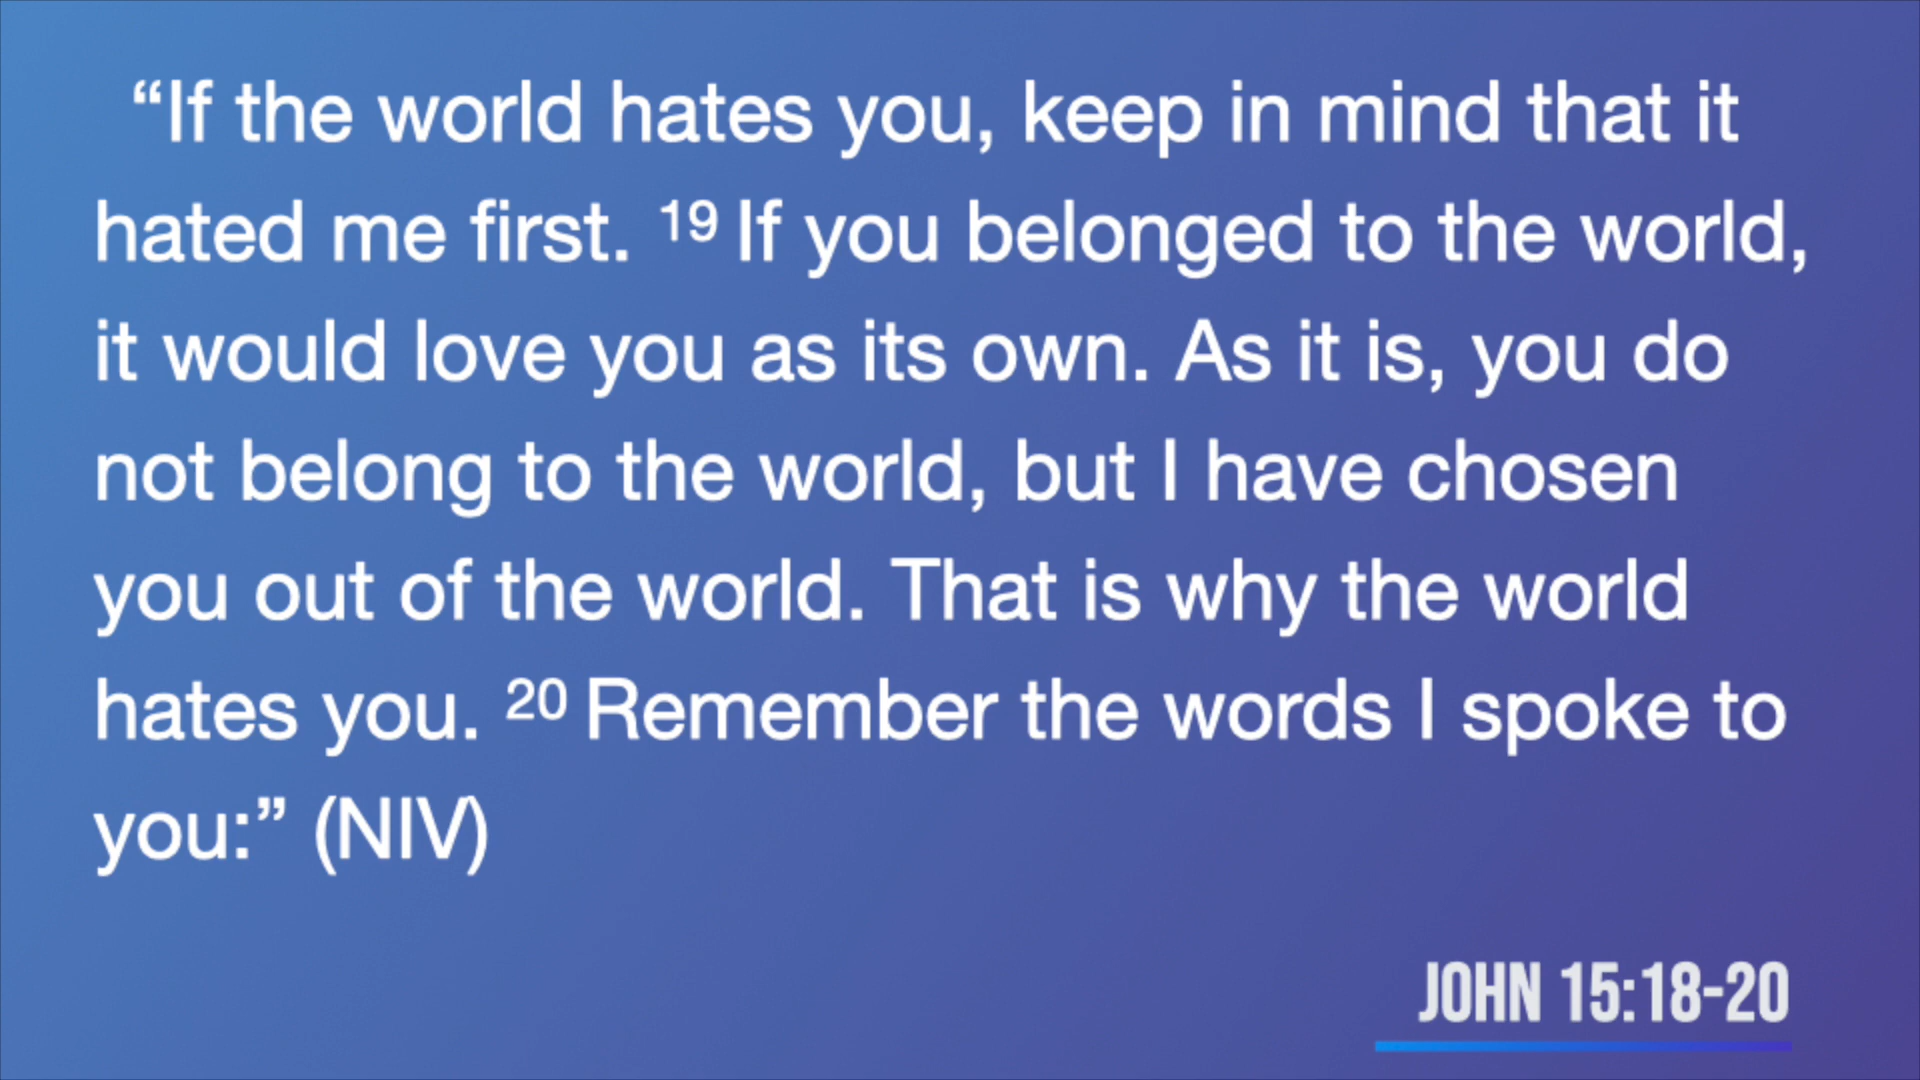 “If the world hates you, keep in mind that it
hated me first. 19 If you belonged to the world,
it would love you as its own. As it is, you do
not belong to the world, but I have chosen
you out of the world. That is why the world
hates you. 20 Remember the words I spoke to
you:” (NIV)
JOHN 15:18-20